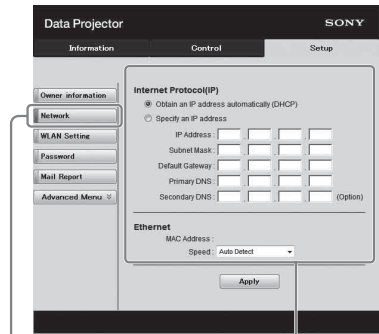 Data Projector
SONY
Information
Control
Setup
Owner information
Network
WLAN Setting
Password
Mail Report
Advanced Menu
Internet Protocol(IP)
Obtain an IP address automatically (DHCP)
Specify an IP address
IP Address :
Subnet Mask :
Default Gateway :
Primary DNS :
Secondary DNS : (Option)
Ethernet
MAC Address :
Speed : Auto Detect
Apply